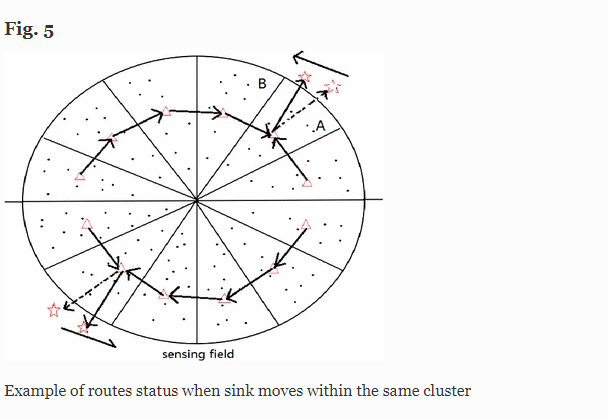 Fig. 5
B
A
sensing field
Example of routes status when sink moves within the same cluster